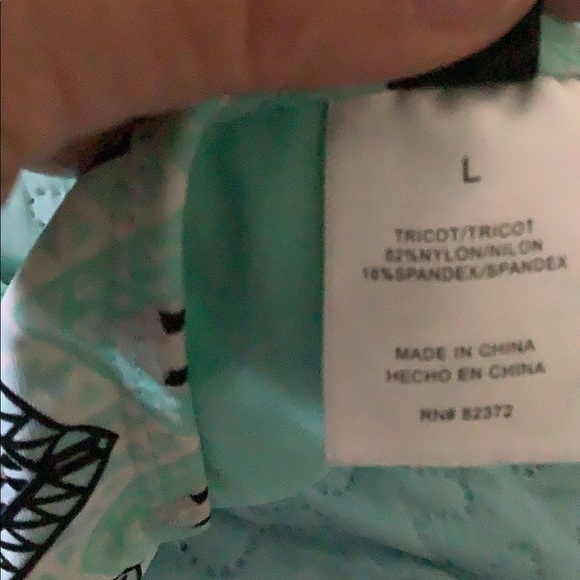 L
TRICOT/TRICOT
82%NYLON/NILON
18%SPANDEX/SPANDEX
MADE IN CHINA
HECHO EN CHINA
RN# 82372